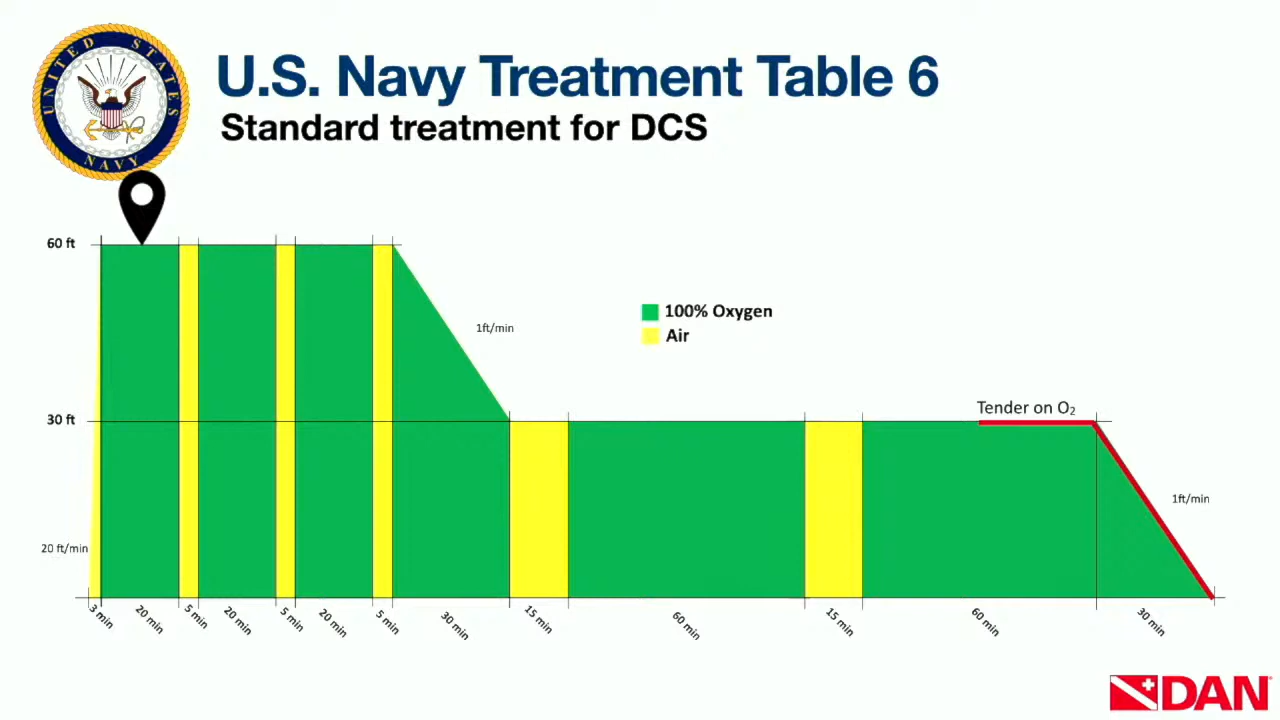 UNITED STATES
NAVY
U.S. Navy Treatment Table 6
Standard treatment for DCS
60 ft
1ft/min
100% Oxygen
Air
30 ft
Tender on O₂
1ft/min
20 ft/min
3 min
20 min
5 min
20 min
5 min
20 min
5 min
30 min
15 min
60 min
15 min
60 min
30 min
DAN